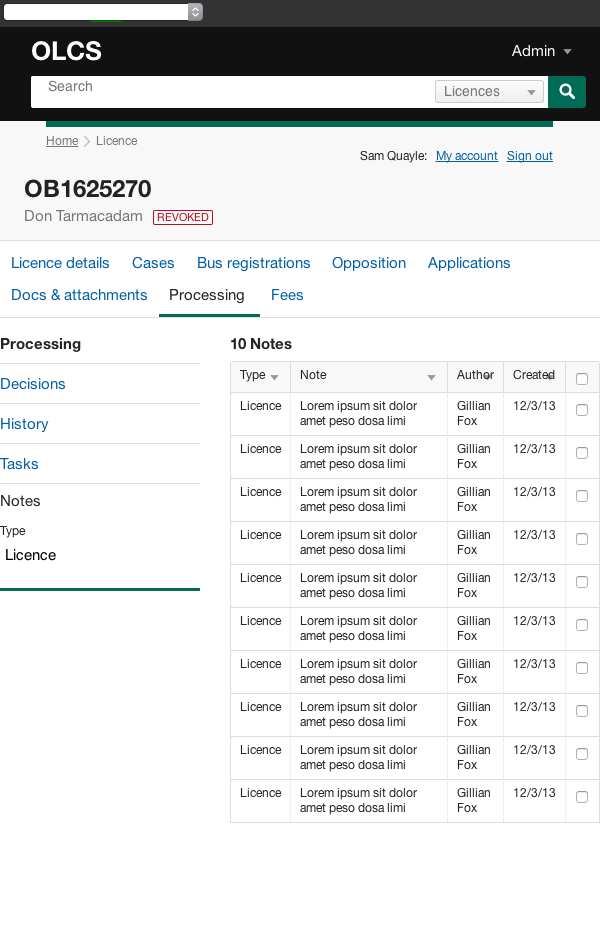 OLCS
Admin
Search
Licences
Home Licence
Sam Quayle: My account Sign out
OB1625270
Don Tarmacadam REVOKED
Licence details Cases Bus registrations Opposition Applications
Docs & attachments Processing Fees
Processing
Decisions
History
Tasks
Notes
Type
Licence
10 Notes
Type Note Author Created
Licence Lorem ipsum sit dolor Gillian 12/3/13
amet peso dosa limi Fox
Licence Lorem ipsum sit dolor Gillian 12/3/13
amet peso dosa limi Fox
Licence Lorem ipsum sit dolor Gillian 12/3/13
amet peso dosa limi Fox
Licence Lorem ipsum sit dolor Gillian 12/3/13
amet peso dosa limi Fox
Licence Lorem ipsum sit dolor Gillian 12/3/13
amet peso dosa limi Fox
Licence Lorem ipsum sit dolor Gillian 12/3/13
amet peso dosa limi Fox
Licence Lorem ipsum sit dolor Gillian 12/3/13
amet peso dosa limi Fox
Licence Lorem ipsum sit dolor Gillian 12/3/13
amet peso dosa limi Fox
Licence Lorem ipsum sit dolor Gillian 12/3/13
amet peso dosa limi Fox
Licence Lorem ipsum sit dolor Gillian 12/3/13
amet peso dosa limi Fox